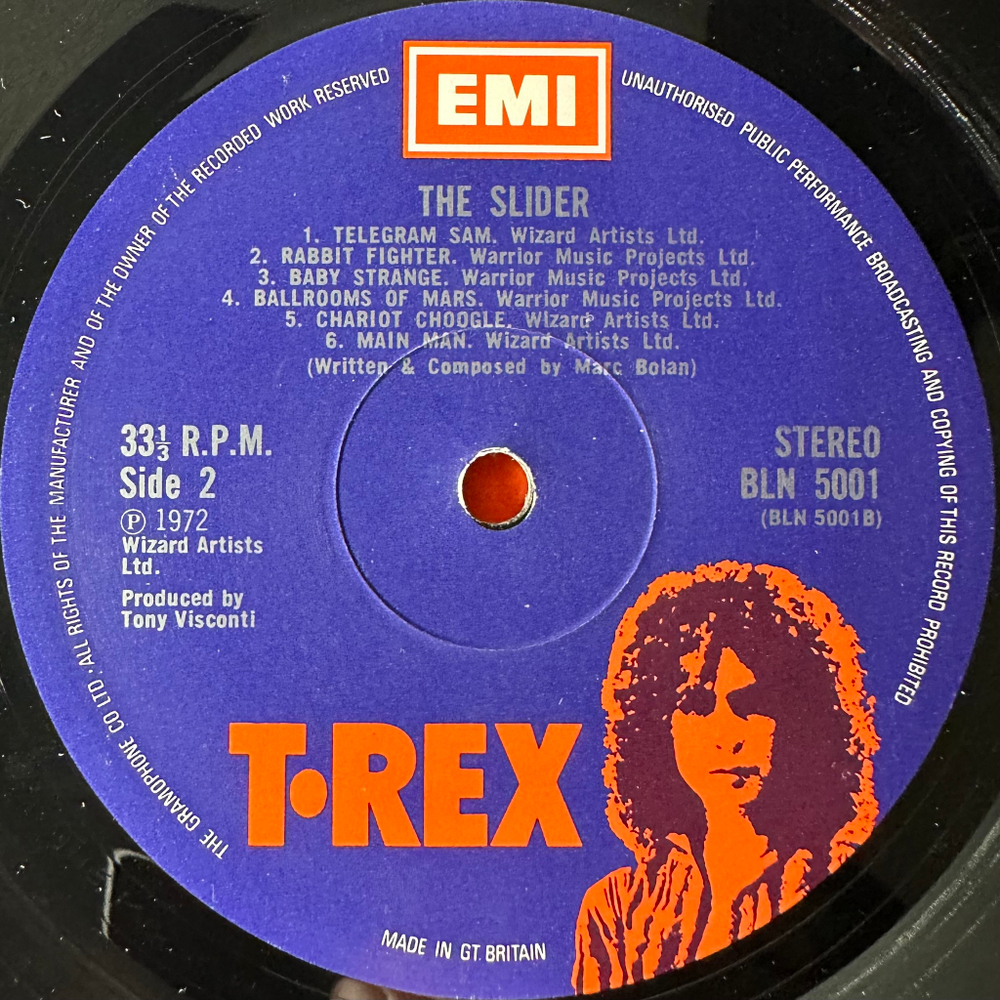 EMI
THE GRAMOPHONE CO LTD · ALL RIGHTS OF THE MANUFACTURER AND OF THE OWNER OF THE RECORDED WORK RESERVED
UNAUTHORISED PUBLIC PERFORMANCE BROADCASTING AND COPYING OF THIS RECORD PROHIBITED
THE SLIDER
1. TELEGRAM SAM. Wizard Artists Ltd.
2. RABBIT FIGHTER. Warrior Music Projects Ltd.
3. BABY STRANGE. Warrior Music Projects Ltd.
4. BALLROOMS OF MARS. Warrior Music Projects Ltd.
5. CHARIOT CHOOGLE. Wizard Artists Ltd.
6. MAIN MAN. Wizard Artists Ltd.
(Written & Composed by Marc Bolan)
33⅓ R.P.M.
Side 2
℗ 1972
Wizard Artists
Ltd.
Produced by
Tony Visconti
STEREO
BLN 5001
(BLN 5001B)
T·REX
MADE IN GT. BRITAIN